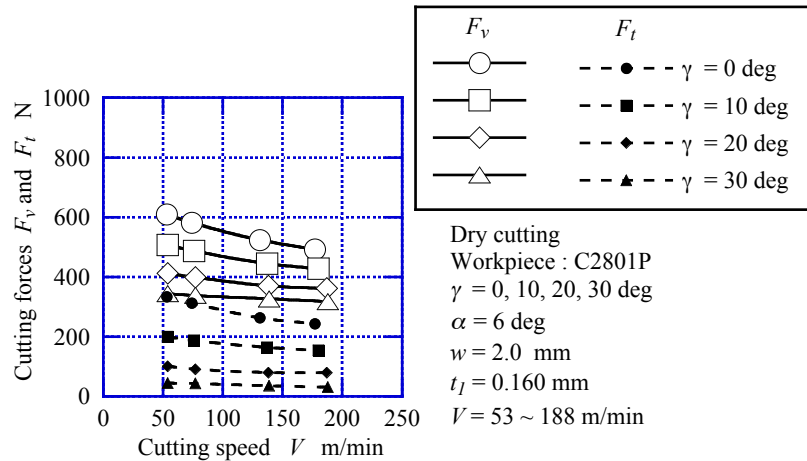 F_v F_t
γ = 0 deg
γ = 10 deg
γ = 20 deg
γ = 30 deg
Cutting forces F_v and F_t N
1000
800
600
400
200
0
0 50 100 150 200 250
Cutting speed V m/min
Dry cutting
Workpiece : C2801P
γ = 0, 10, 20, 30 deg
α = 6 deg
w = 2.0 mm
t_1 = 0.160 mm
V = 53 ~ 188 m/min